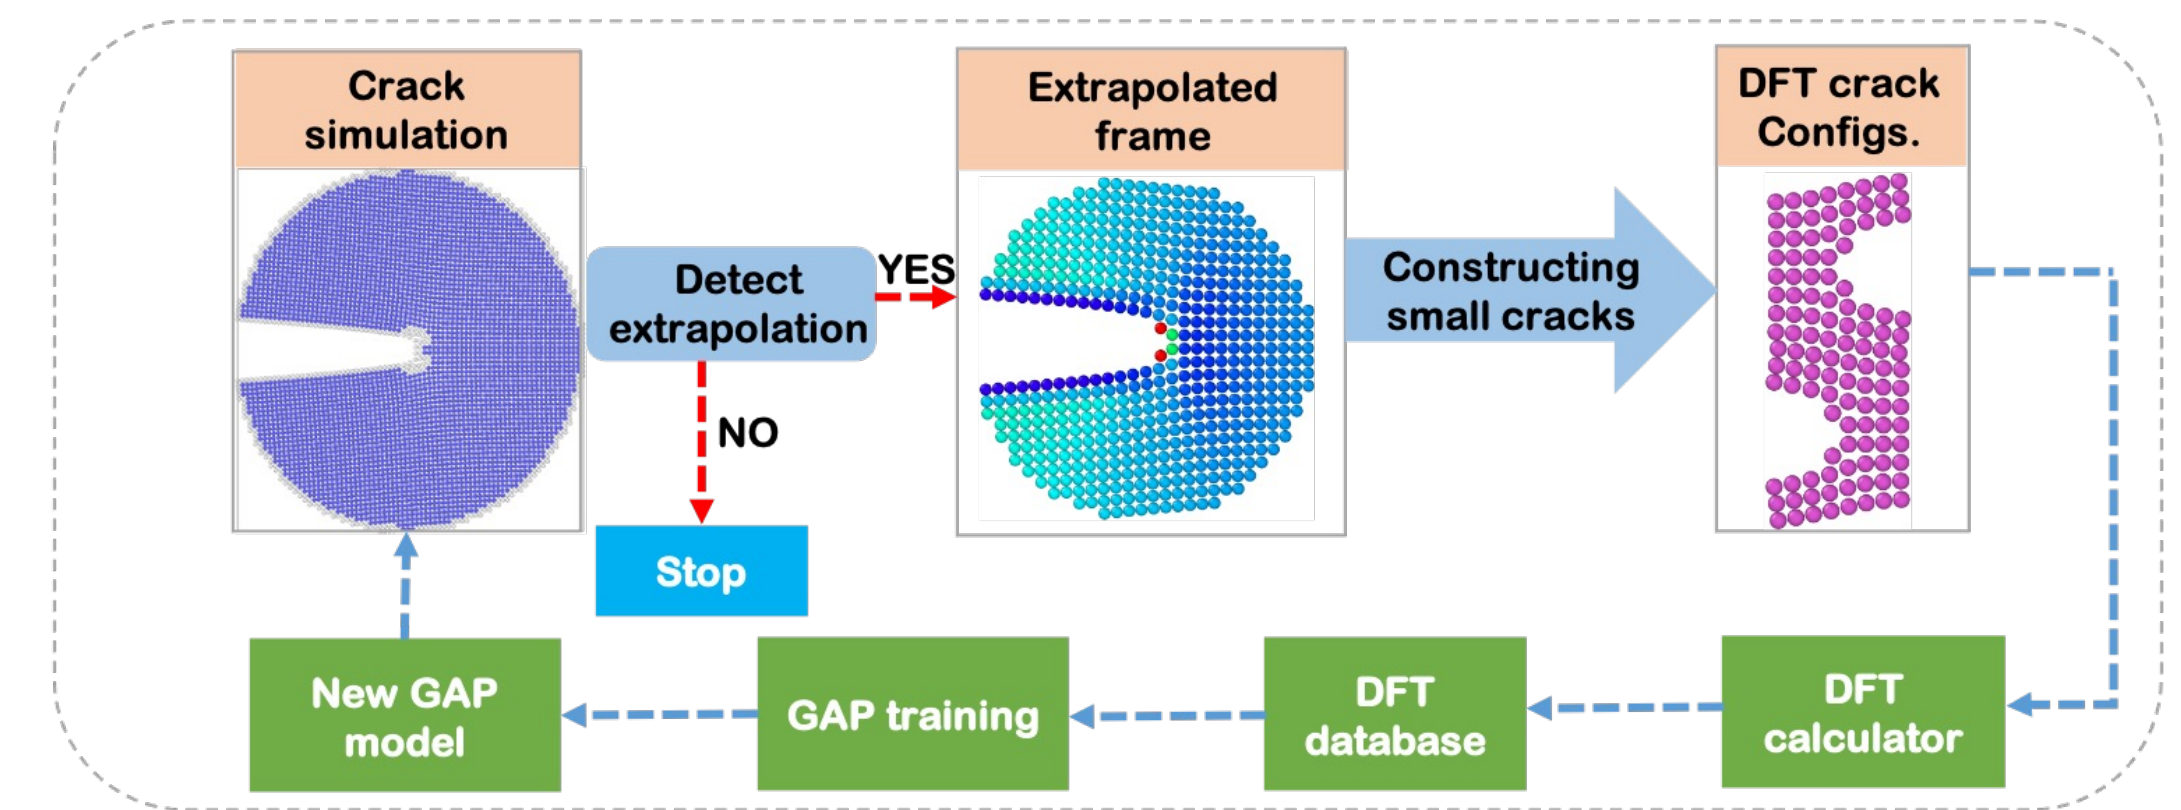 Crack
simulation
Detect
extrapolation
YES
NO
Stop
Extrapolated
frame
Constructing
small cracks
DFT crack
Configs.
DFT
calculator
DFT
database
GAP training
New GAP
model